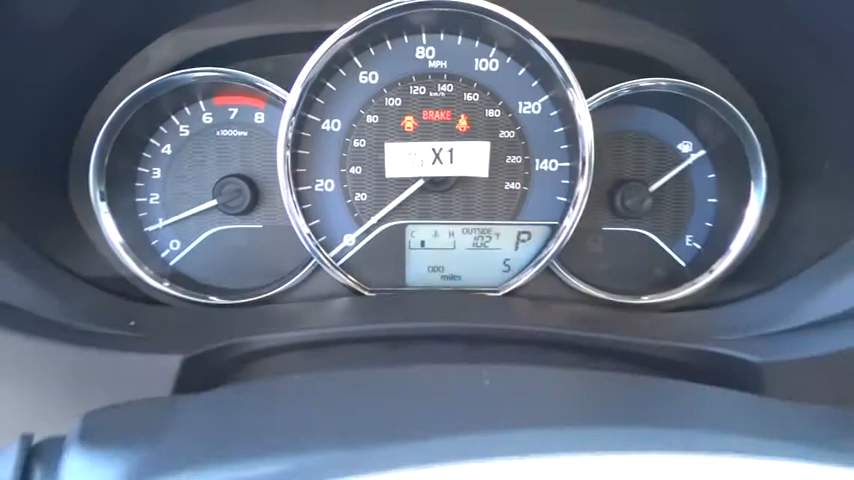 0
1
2
3
4
5
6
7
8
x1000rpm
0
20
40
60
80
100
120
140
MPH
20
40
60
80
100
120
140
160
180
200
220
240
km/h
BRAKE
X1
C H
OUTSIDE
102 °F
P
ODO 5
miles
E